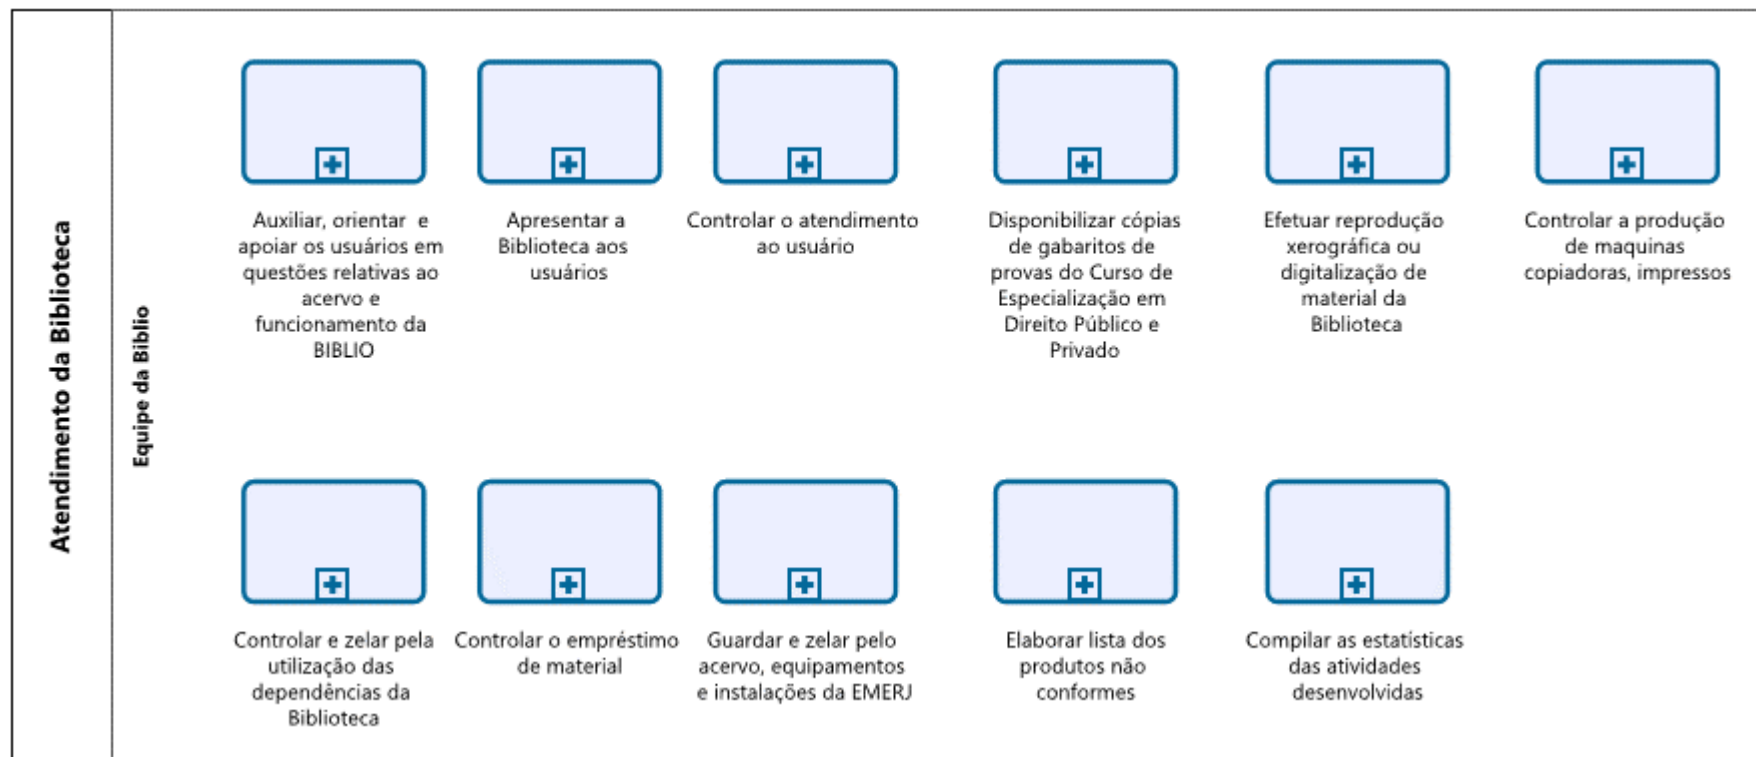 Atendimento da Biblioteca
Equipe da Biblio
Auxiliar, orientar e
apoiar os usuários em
questões relativas ao
acervo e
funcionamento da
BIBLIO
Apresentar a
Biblioteca aos
usuários
Controlar o atendimento
ao usuário
Disponibilizar cópias
de gabaritos de
provas do Curso de
Especialização em
Direito Público e
Privado
Efetuar reprodução
xerográfica ou
digitalização de
material da
Biblioteca
Controlar a produção
de maquinas
copiadoras, impressos
Controlar e zelar pela
utilização das
dependências da
Biblioteca
Controlar o empréstimo
de material
Guardar e zelar pelo
acervo, equipamentos
e instalações da EMERJ
Elaborar lista dos
produtos não
conformes
Compilar as estatísticas
das atividades
desenvolvidas